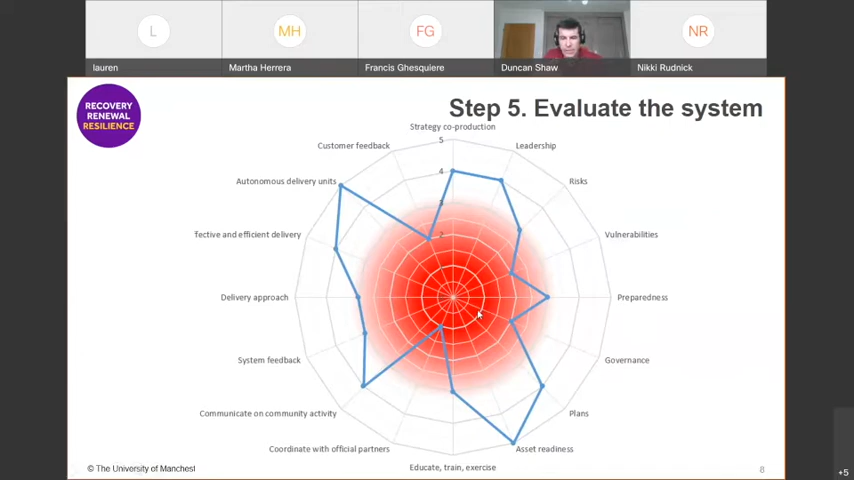 L
MH
FG
NR
lauren
Martha Herrera
Francis Ghesquiere
Duncan Shaw
Nikki Rudnick
RECOVERY
RENEWAL
RESILIENCE
Step 5. Evaluate the system
Strategy co-production
Customer feedback
5
Leadership
4
Autonomous delivery units
Risks
3
fective and efficient delivery
2
Vulnerabilities
Delivery approach
Preparedness
System feedback
Governance
Communicate on community activity
Plans
Coordinate with official partners
Asset readiness
Educate, train, exercise
© The University of Manchest
8
+5